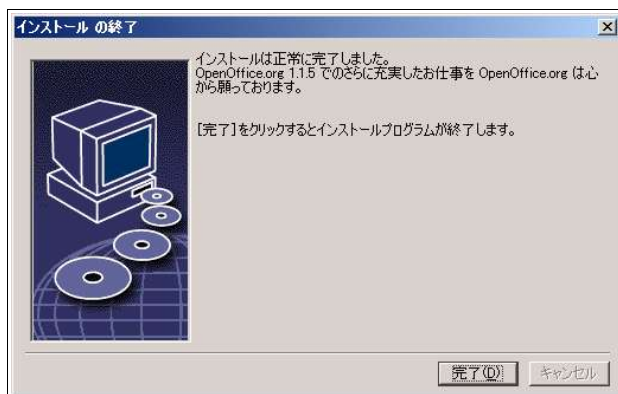 インストール の終了
インストールは正常に完了しました。
OpenOffice.org 1.1.5 でのさらに充実したお仕事を OpenOffice.org は心
から願っております。
[完了]をクリックするとインストールプログラムが終了します。
完了(D)
キャンセル